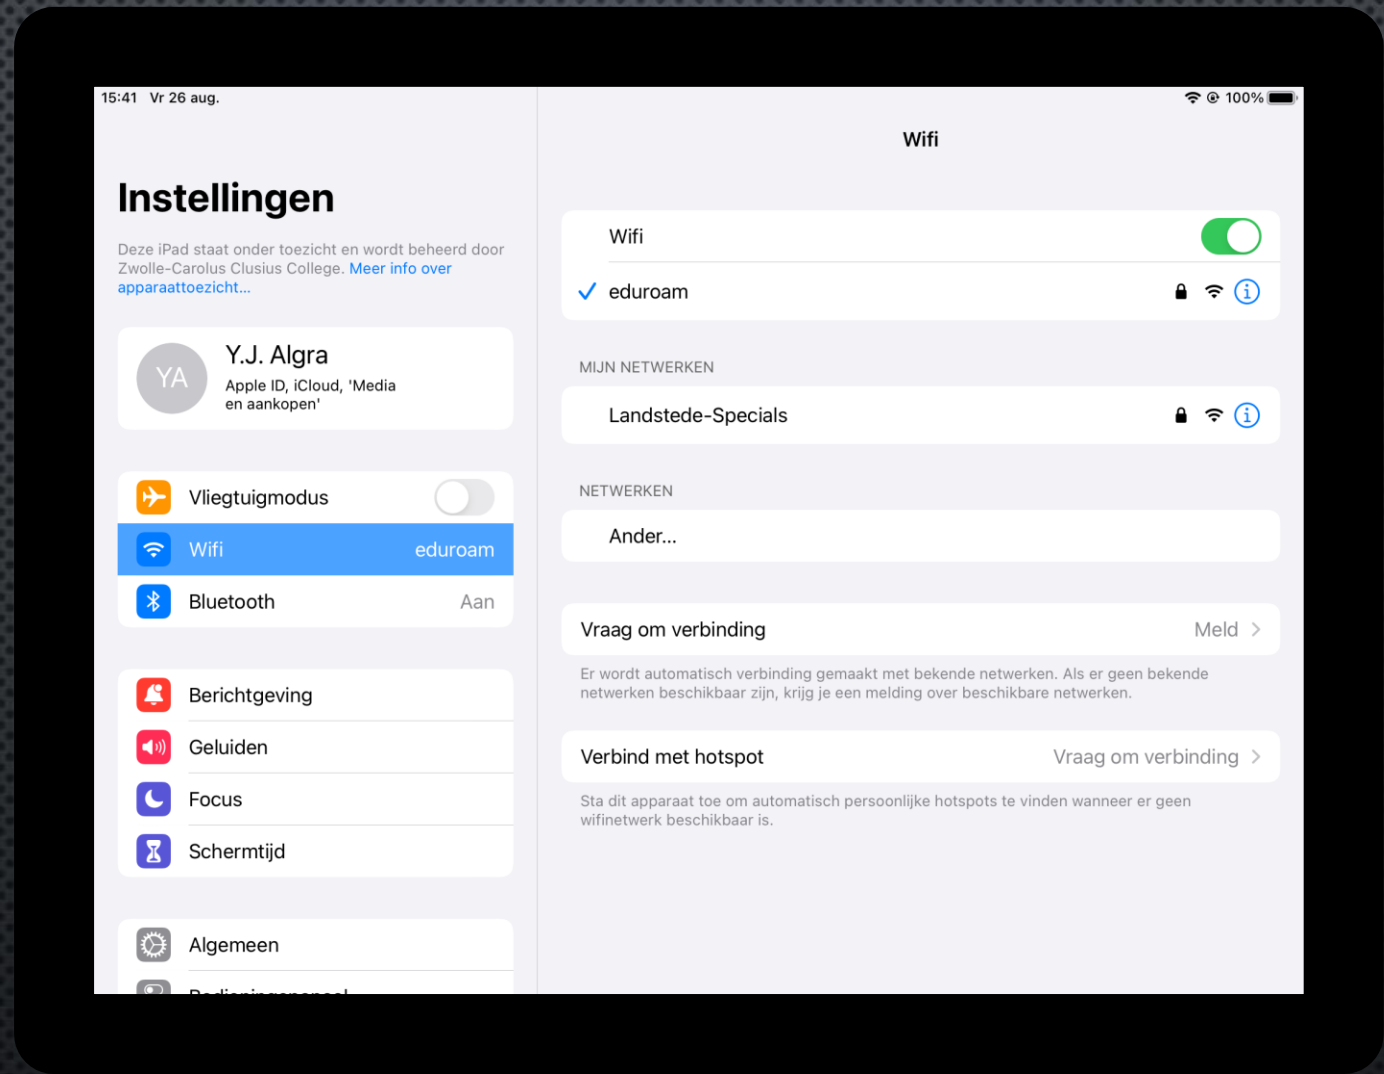 15:41 Vr 26 aug.
100%
Wifi
Instellingen
Deze iPad staat onder toezicht en wordt beheerd door
Zwolle-Carolus Clusius College. Meer info over
apparaattoezicht...
YA
Y.J. Algra
Apple ID, iCloud, 'Media
en aankopen'
Vliegtuigmodus
Wifi eduroam
Bluetooth Aan
Berichtgeving
Geluiden
Focus
Schermtijd
Algemeen
Wifi
eduroam
MIJN NETWERKEN
Landstede-Specials
NETWERKEN
Ander...
Vraag om verbinding Meld
Er wordt automatisch verbinding gemaakt met bekende netwerken. Als er geen bekende
netwerken beschikbaar zijn, krijg je een melding over beschikbare netwerken.
Verbind met hotspot Vraag om verbinding
Sta dit apparaat toe om automatisch persoonlijke hotspots te vinden wanneer er geen
wifinetwerk beschikbaar is.